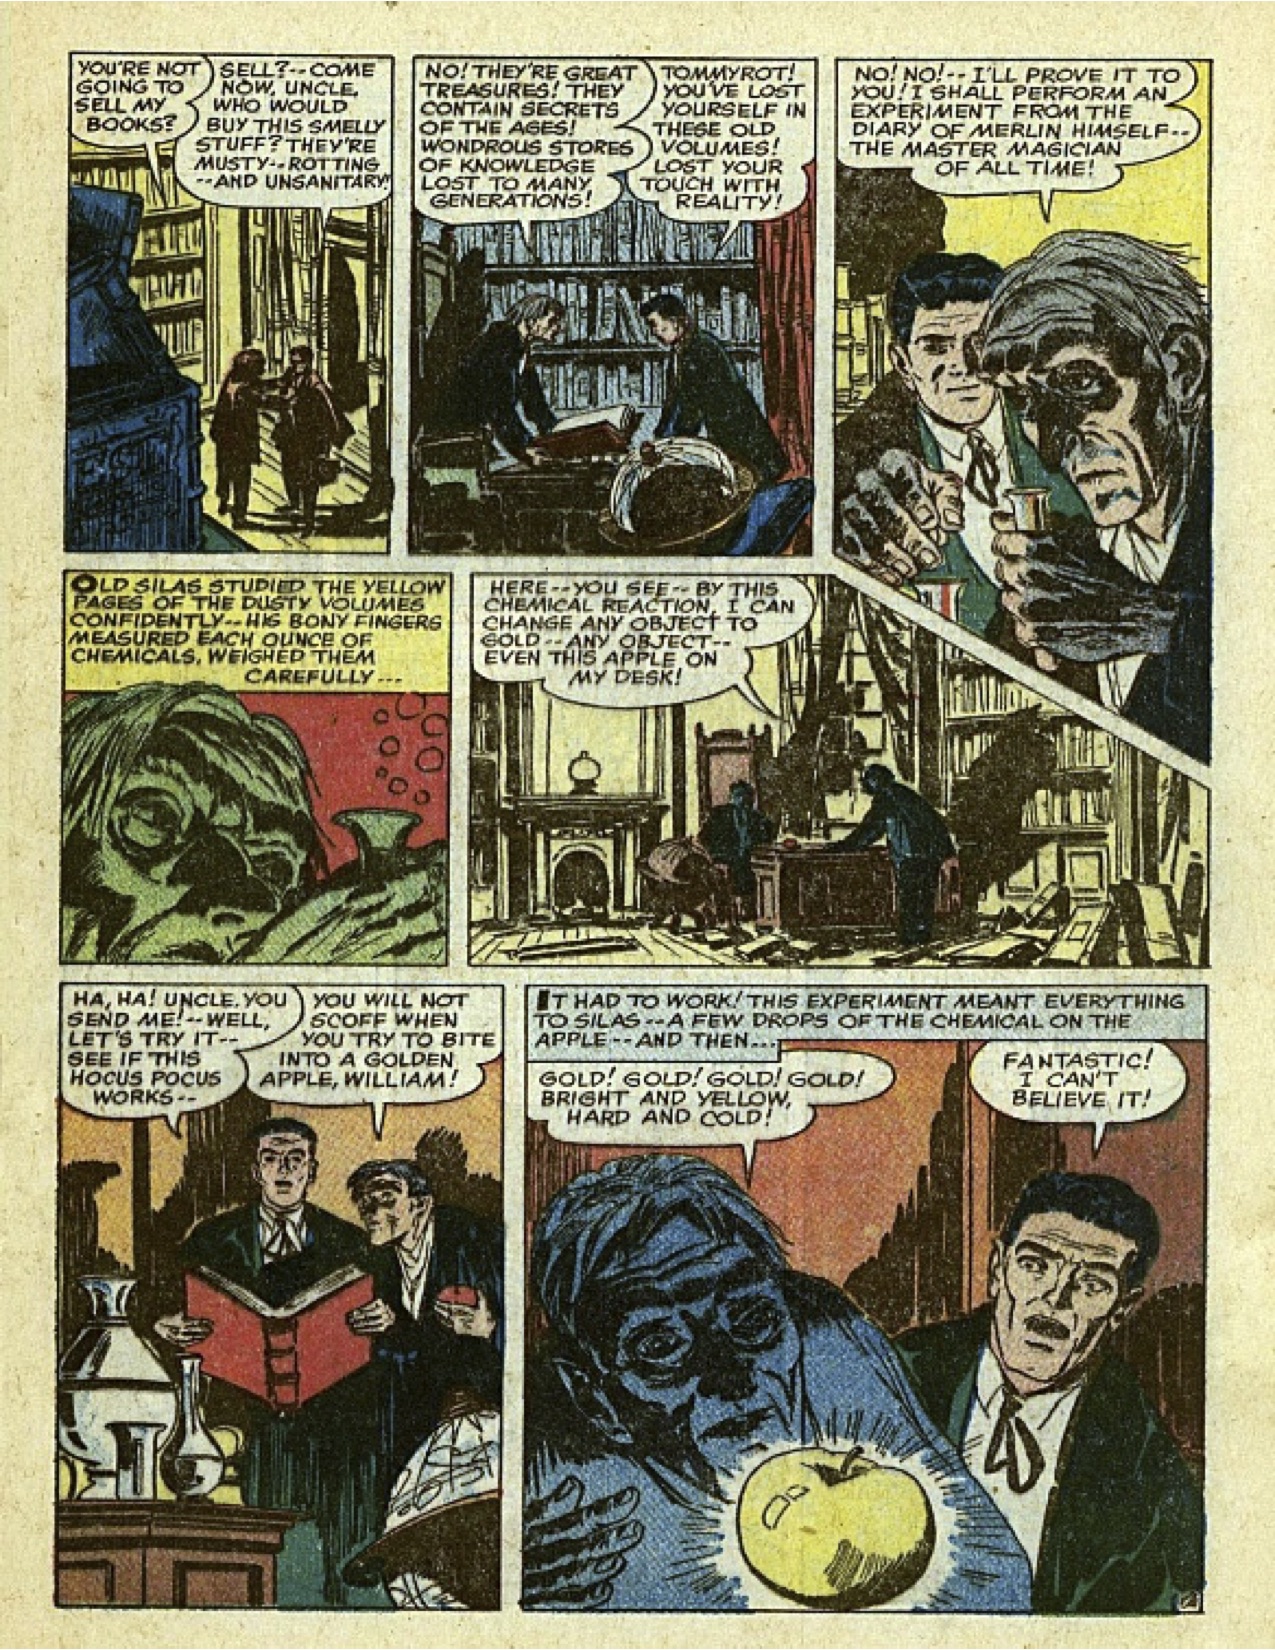 YOU'RE NOT
GOING TO
SELL MY
BOOKS?
SELL?--COME
NOW, UNCLE,
WHO WOULD
BUY THIS SMELLY
STUFF? THEY'RE
MUSTY--ROTTING
--AND UNSANITARY!
NO! THEY'RE GREAT
TREASURES! THEY
CONTAIN SECRETS
OF THE AGES!
WONDROUS STORES
OF KNOWLEDGE
LOST TO MANY
GENERATIONS!
TOMMYROT!
YOU'VE LOST
YOURSELF IN
THESE OLD
VOLUMES!
LOST YOUR
TOUCH WITH
REALITY!
NO! NO!--I'LL PROVE IT TO
YOU! I SHALL PERFORM AN
EXPERIMENT FROM THE
DIARY OF MERLIN HIMSELF--
THE MASTER MAGICIAN
OF ALL TIME!
OLD SILAS STUDIED THE YELLOW
PAGES OF THE DUSTY VOLUMES
CONFIDENTLY--HIS BONY FINGERS
MEASURED EACH OUNCE OF
CHEMICALS, WEIGHED THEM
CAREFULLY...
HERE--YOU SEE--BY THIS
CHEMICAL REACTION, I CAN
CHANGE ANY OBJECT TO
GOLD--ANY OBJECT--
EVEN THIS APPLE ON
MY DESK!
HA, HA! UNCLE. YOU
SEND ME!--WELL,
LET'S TRY IT--
SEE IF THIS
HOCUS POCUS
WORKS--
YOU WILL NOT
SCOFF WHEN
YOU TRY TO BITE
INTO A GOLDEN
APPLE, WILLIAM!
IT HAD TO WORK! THIS EXPERIMENT MEANT EVERYTHING
TO SILAS--A FEW DROPS OF THE CHEMICAL ON THE
APPLE--AND THEN...
GOLD! GOLD! GOLD! GOLD!
BRIGHT AND YELLOW,
HARD AND COLD!
FANTASTIC!
I CAN'T
BELIEVE IT!